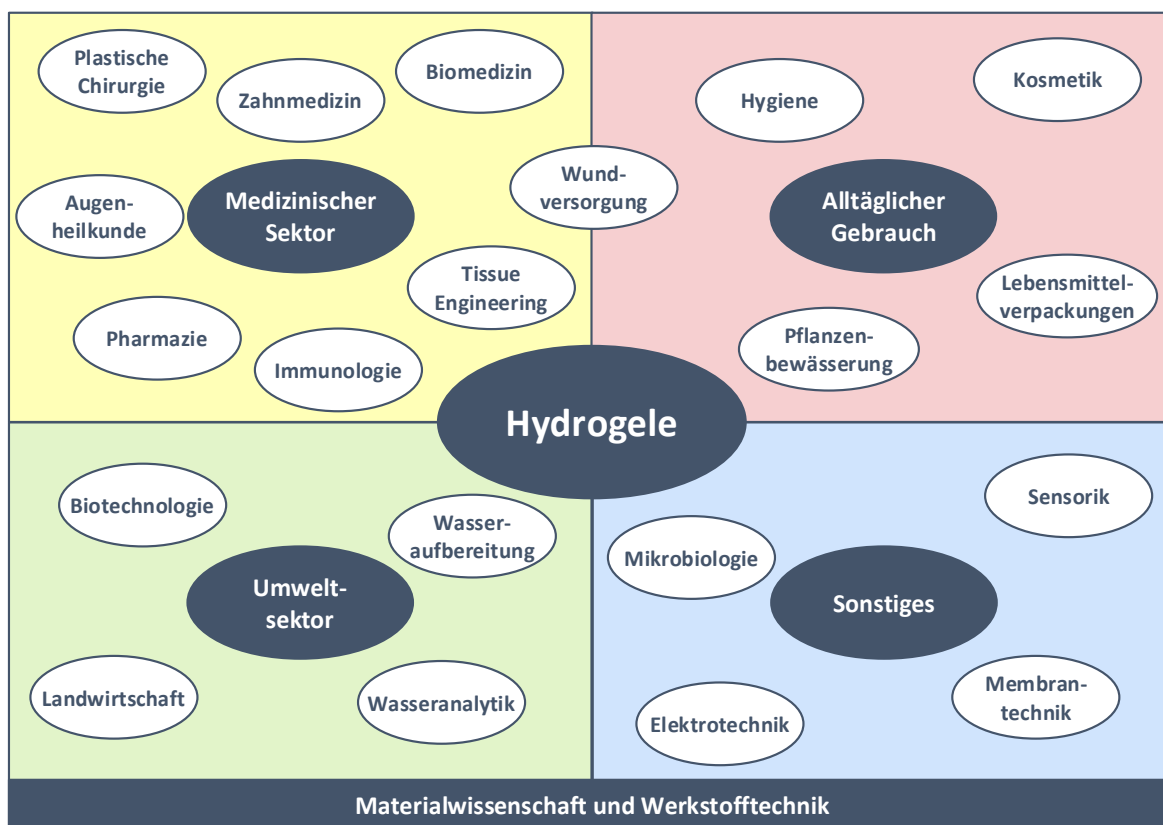 Plastische
Chirurgie
Zahnmedizin
Biomedizin
Augen-
heilkunde
Medizinischer
Sektor
Tissue
Engineering
Pharmazie
Immunologie
Wund-
versorgung
Hygiene
Kosmetik
Alltäglicher
Gebrauch
Lebensmittel-
verpackungen
Pflanzen-
bewässerung
Hydrogele
Biotechnologie
Wasser-
aufbereitung
Umwelt-
sektor
Landwirtschaft
Wasseranalytik
Sensorik
Mikrobiologie
Sonstiges
Membran-
technik
Elektrotechnik
Materialwissenschaft und Werkstofftechnik